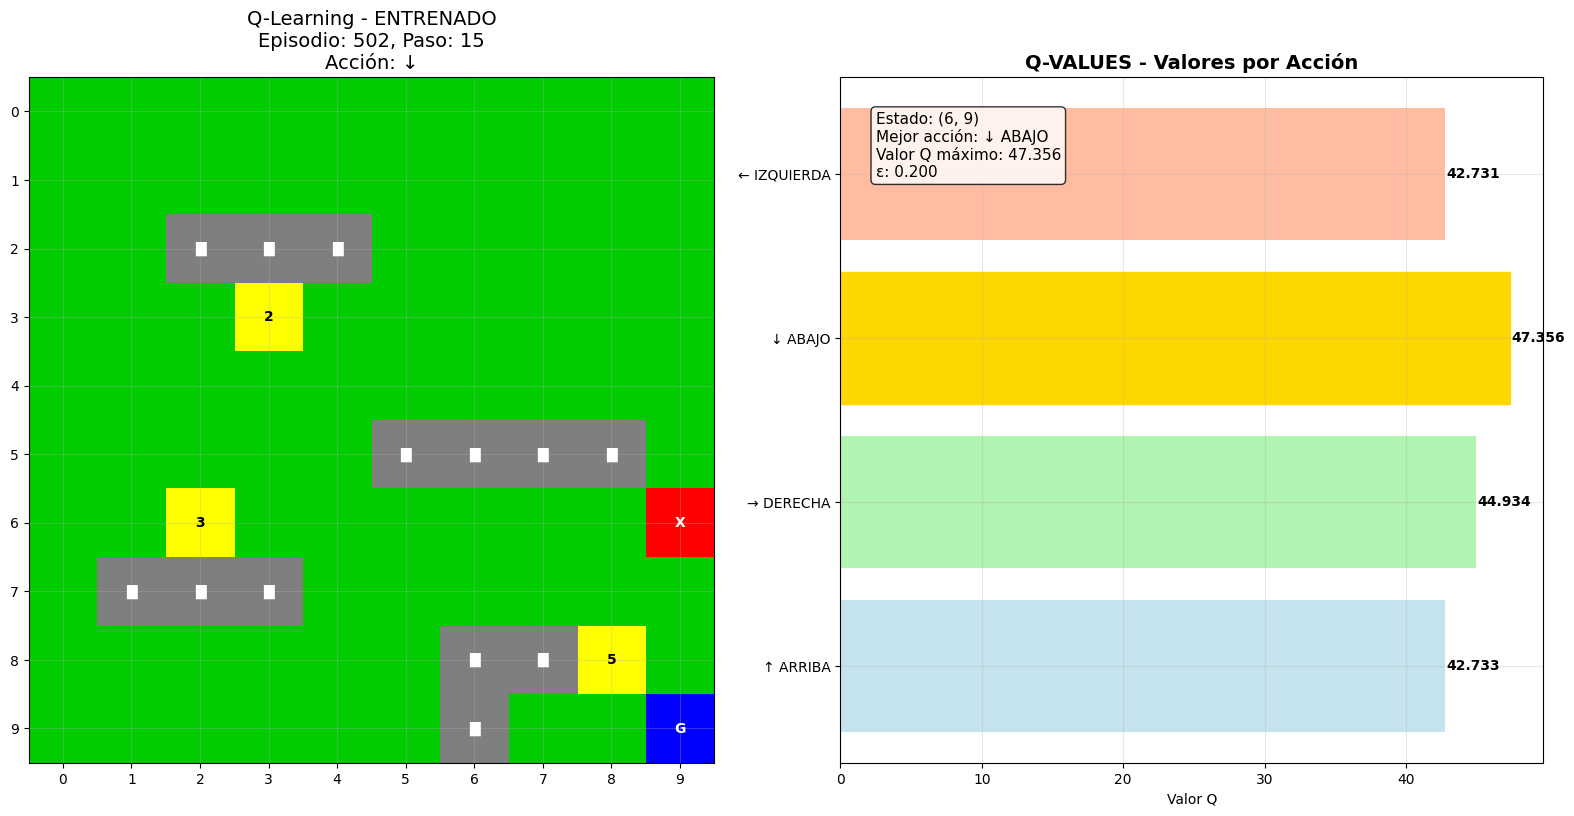 Q-Learning - ENTRENADO
Episodio: 502, Paso: 15
Acción: ↓
0
1
2
3
4
5
6
7
8
9
2
3
X
5
G
0 1 2 3 4 5 6 7 8 9
Q-VALUES - Valores por Acción
Estado: (6, 9)
Mejor acción: ↓ ABAJO
Valor Q máximo: 47.356
ε: 0.200
← IZQUIERDA 42.731
↓ ABAJO 47.356
→ DERECHA 44.934
↑ ARRIBA 42.733
0 10 20 30 40
Valor Q